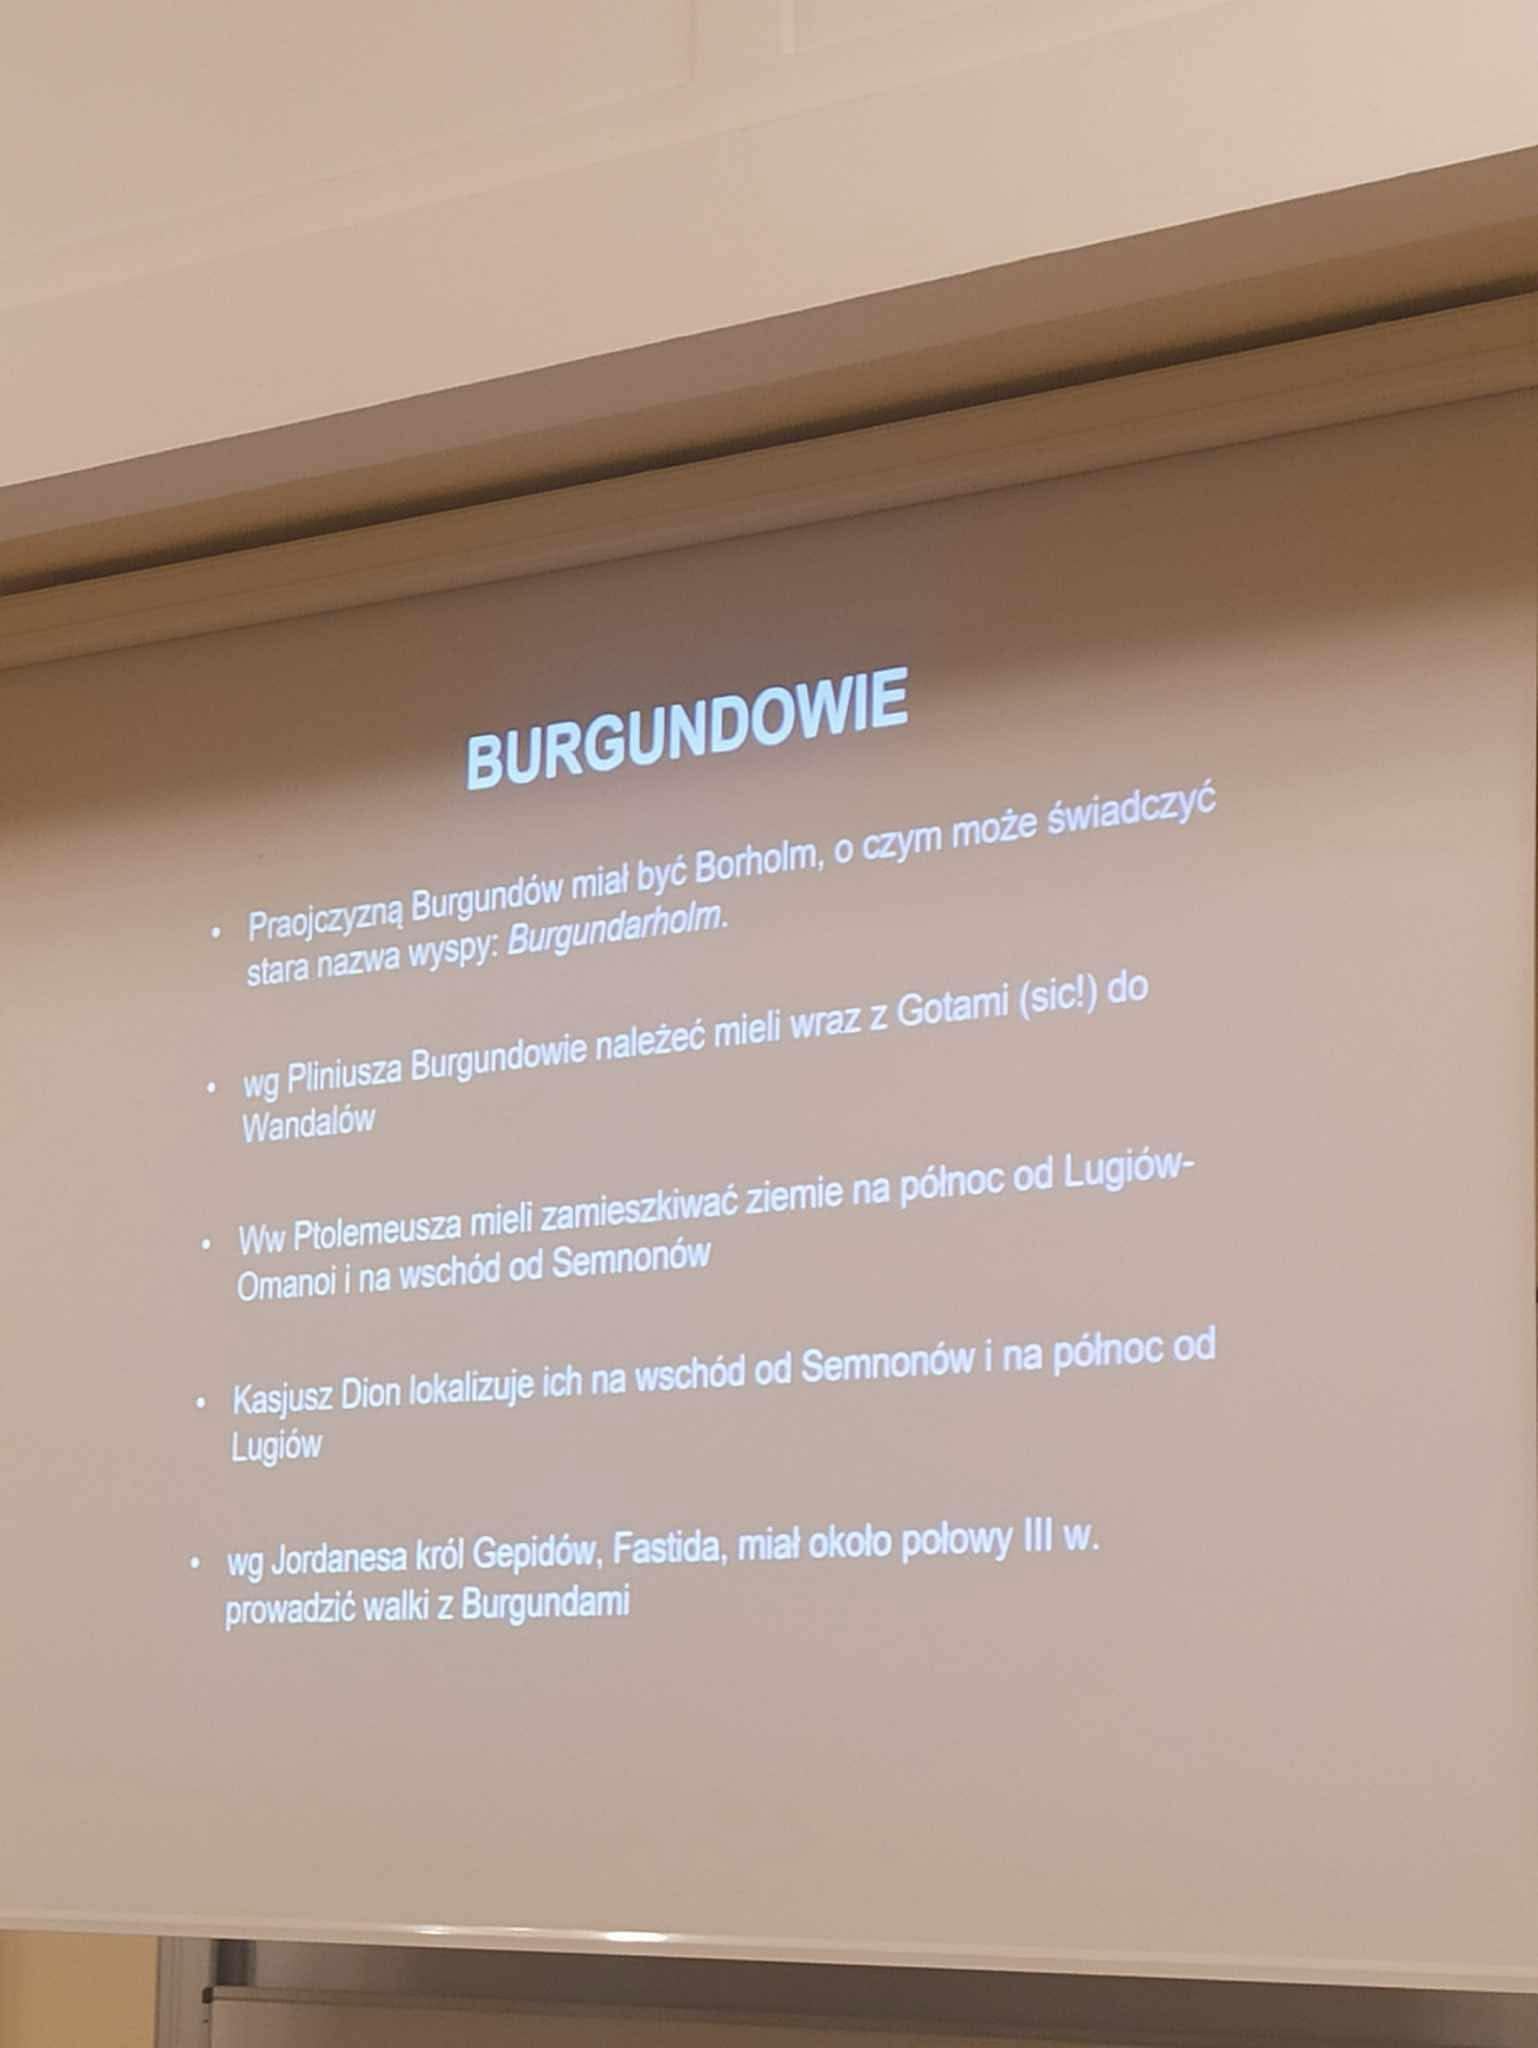 BURGUNDOWIE
• Praojczyzną Burgundów miał być Borholm, o czym może świadczyć
stara nazwa wyspy: Burgundarholm.
• wg Pliniusza Burgundowie należeć mieli wraz z Gotami (sic!) do
Wandalów
• Ww Ptolemeusza mieli zamieszkiwać ziemie na północ od Lugiów-
Omanoi i na wschód od Semnonów
• Kasjusz Dion lokalizuje ich na wschód od Semnonów i na północ od
Lugiów
• wg Jordanesa król Gepidów, Fastida, miał około połowy III w.
prowadzić walki z Burgundami